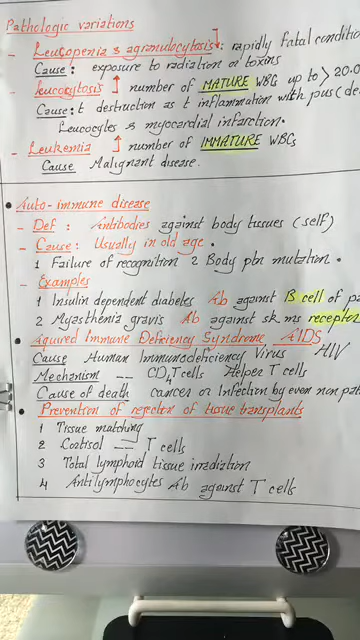 Pathologic variations
- Leucopenia & agranulocytosis ↓: rapidly fatal conditio
Cause: exposure to radiation or toxins
- Leucocytosis ↑ number of MATURE WBCs up to > 20.0
Cause: t destruction as t inflammation with pus (de
Leucocytes & myocardial infarction.
- Leukemia ↑ number of IMMATURE WBCs
Cause Malignant disease.
• Auto-immune disease
- Def: Antibodies against body tissues (self)
- Cause: Usually in old age.
1 Failure of recognition 2 Body ptn mutation.
- Examples
1 Insulin dependent diabetes Ab against B cell of pa
2 Myasthenia gravis Ab against sk ms receptor
• Aquired Immune Deficiency Syndrome AIDS
Cause Human Immunodeficiency Virus HIV
Mechanism -- CD4 T cells Helper T cells
Cause of death cancers or Infection by even non pat
• Prevention of rejection of tissue transplants
1 Tissue matching
2 Cortisol -- T cells
3 Total lymphoid tissue irradiation
4 Antilymphocytes Ab against T cells